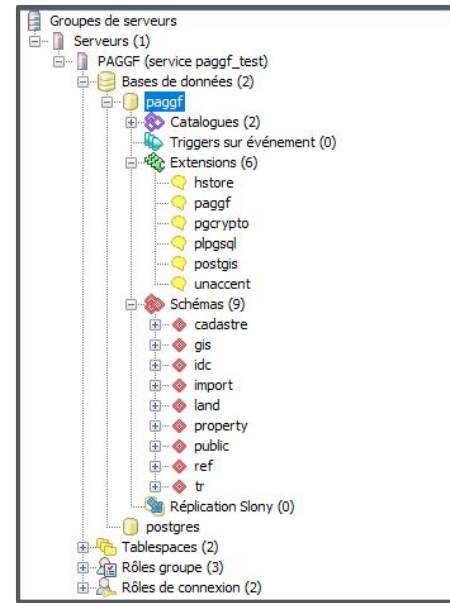 Groupes de serveurs
Serveurs (1)
PAGGF (service paggf_test)
Bases de données (2)
paggf
Catalogues (2)
Triggers sur événement (0)
Extensions (6)
hstore
paggf
pgcrypto
plpgsql
postgis
unaccent
Schémas (9)
cadastre
gis
idc
import
land
property
public
ref
tr
Réplication Slony (0)
postgres
Tablespaces (2)
Rôles groupe (3)
Rôles de connexion (2)